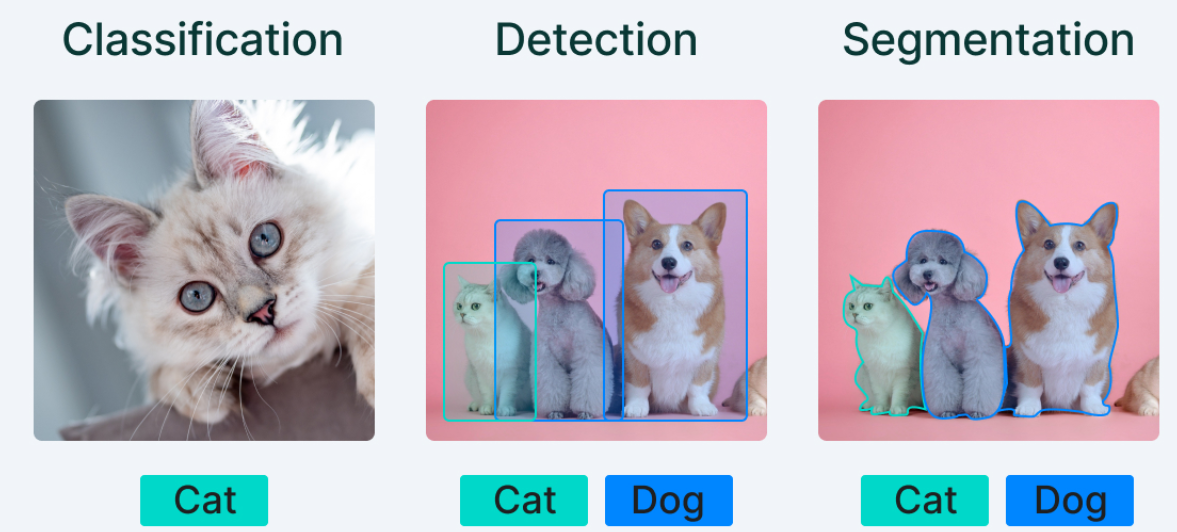 Classification
Detection
Segmentation
Cat
Cat
Dog
Cat
Dog